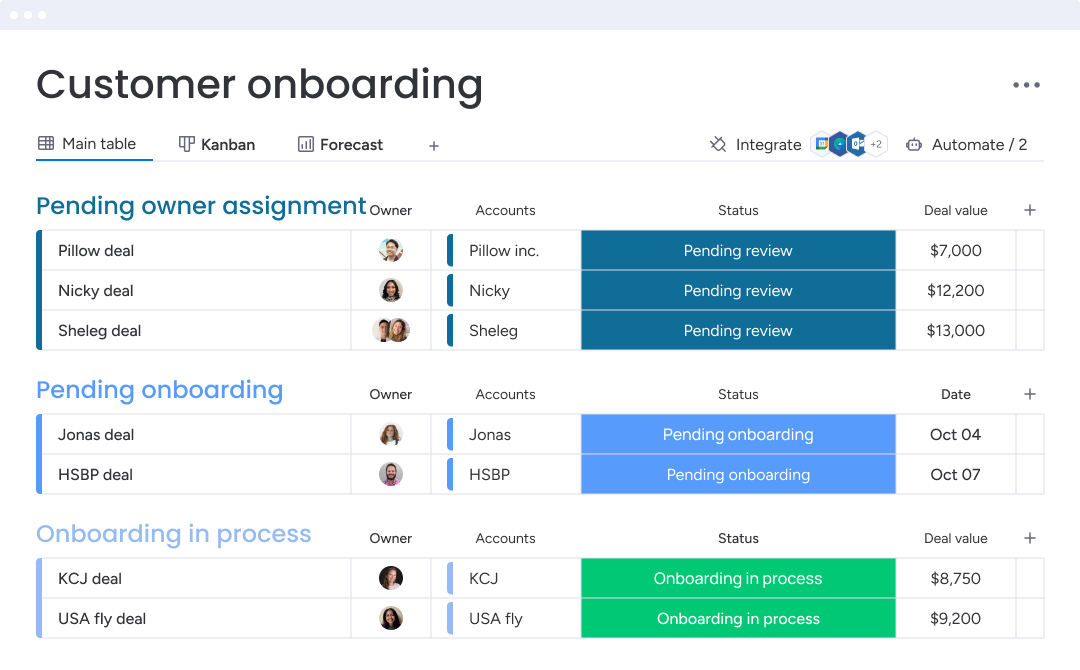 Customer onboarding
Main table Kanban Forecast + Integrate +2 Automate / 2
Pending owner assignment Owner Accounts Status Deal value +
Pillow deal Pillow inc. Pending review $7,000
Nicky deal Nicky Pending review $12,200
Sheleg deal Sheleg Pending review $13,000
Pending onboarding Owner Accounts Status Date +
Jonas deal Jonas Pending onboarding Oct 04
HSBP deal HSBP Pending onboarding Oct 07
Onboarding in process Owner Accounts Status Deal value +
KCJ deal KCJ Onboarding in process $8,750
USA fly deal USA fly Onboarding in process $9,200